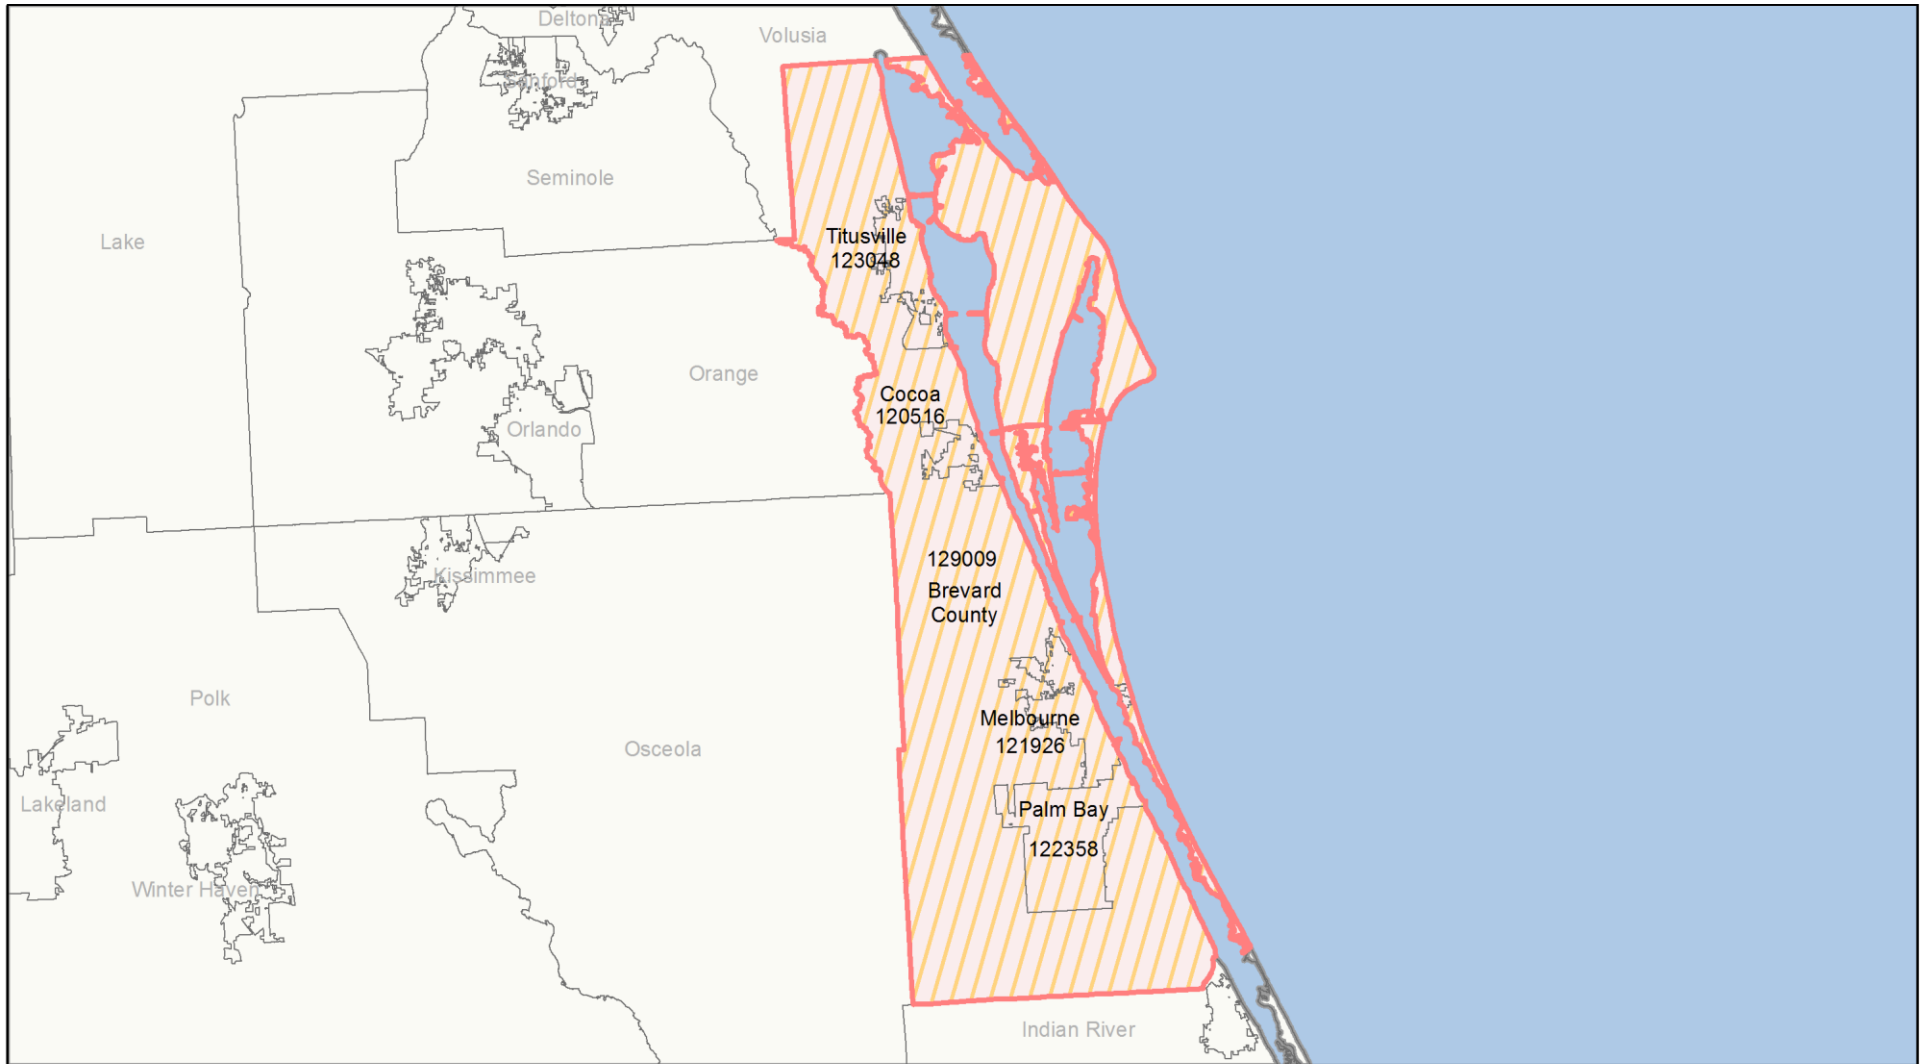 Deltona
Volusia
Sanford
Seminole
Lake
Titusville
123048
Orange
Cocoa
120516
Orlando
129009
Kissimmee
Brevard
County
Polk
Melbourne
121926
Osceola
Lakeland
Palm Bay
122358
Winter Haven
Indian River